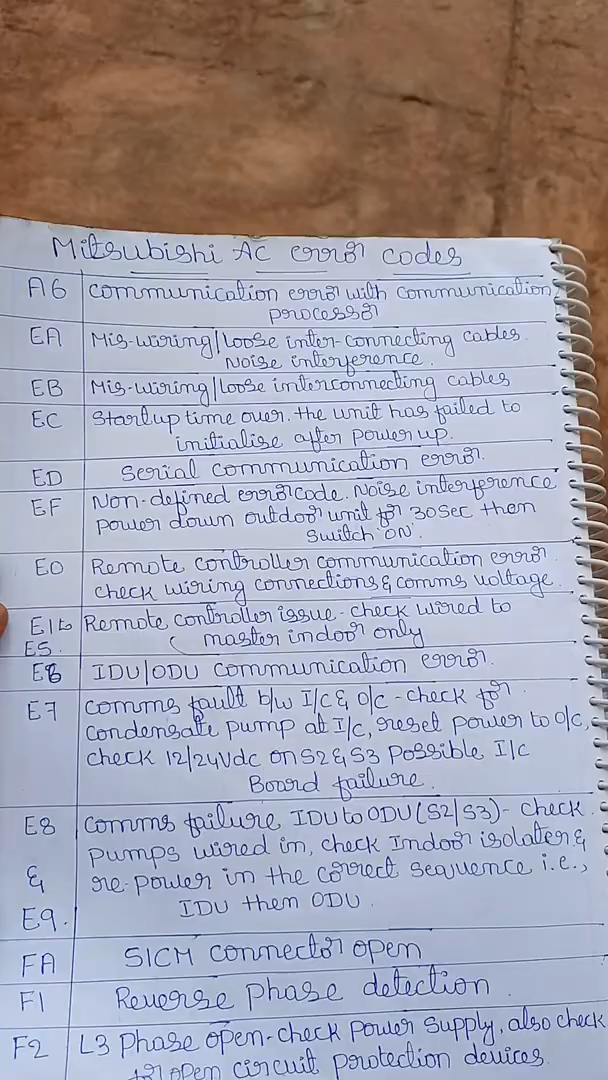 Mitsubishi AC error codes
A6 communication error with communication
processor
EA Mis-wiring/Loose inter-connecting cables.
Noise interference.
EB Mis-wiring/loose interconnecting cables
EC Startup time over. the unit has failed to
initialise after power up.
ED Serial communication error.
EF Non-defined error code. Noise interference
power down outdoor unit for 30sec then
Switch ON.
E0 Remote controller communication error
check wiring connections & comms voltage.
E1 to Remote controller issue - check wired to
E5. master indoor only
E6 IDU/ODU communication error.
E7 comms fault b/w I/C & O/C - check for
condensate pump at I/C, reset power to O/C,
check 12/24Vdc on S2 & S3 possible I/C
Board failure.
E8 comms failure IDU to ODU (S2/S3) - check
pumps wired in, check Indoor isolater &
& re-power in the correct sequence i.e.,
E9. IDU then ODU.
FA SICM connector open
F1 Reverse phase detection.
F2 L3 phase open-check power supply, also check
for open circuit protection devices.